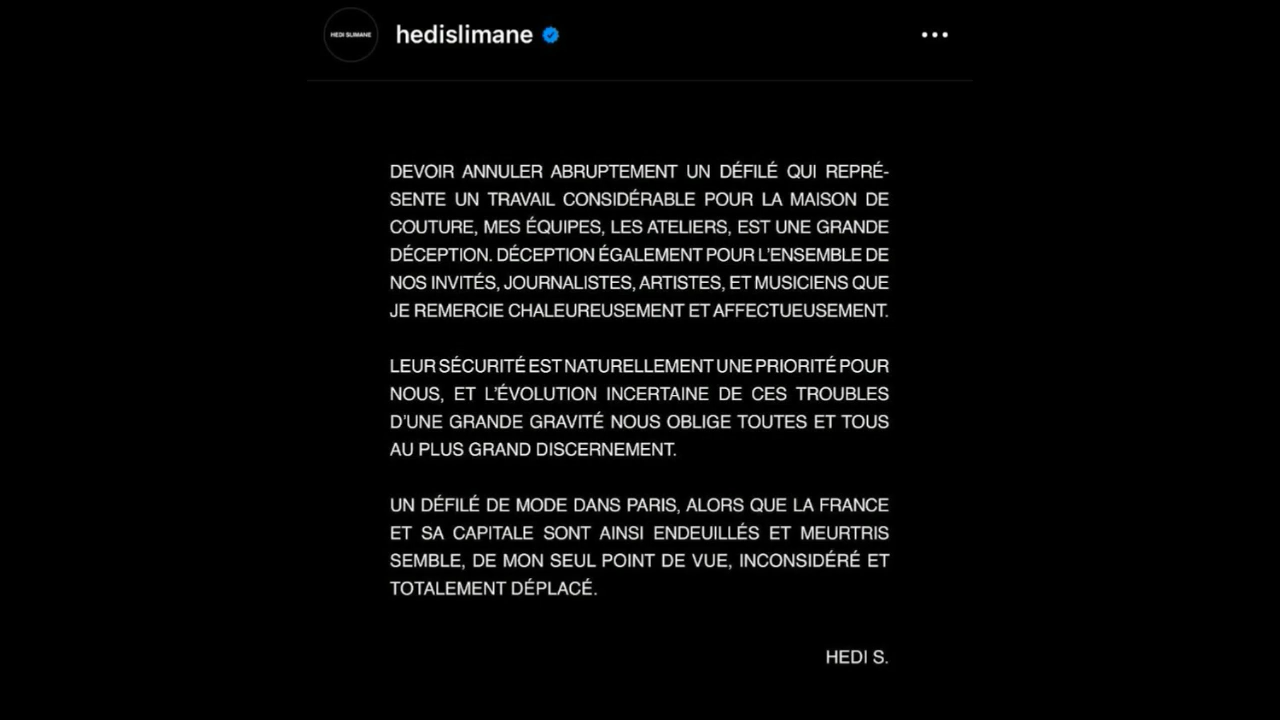 HEDI SLIMANE
hedislimane
DEVOIR ANNULER ABRUPTEMENT UN DÉFILÉ QUI REPRÉ-
SENTE UN TRAVAIL CONSIDÉRABLE POUR LA MAISON DE
COUTURE, MES ÉQUIPES, LES ATELIERS, EST UNE GRANDE
DÉCEPTION. DÉCEPTION ÉGALEMENT POUR L'ENSEMBLE DE
NOS INVITÉS, JOURNALISTES, ARTISTES, ET MUSICIENS QUE
JE REMERCIE CHALEUREUSEMENT ET AFFECTUEUSEMENT.
LEUR SÉCURITÉ EST NATURELLEMENT UNE PRIORITÉ POUR
NOUS, ET L'ÉVOLUTION INCERTAINE DE CES TROUBLES
D'UNE GRANDE GRAVITÉ NOUS OBLIGE TOUTES ET TOUS
AU PLUS GRAND DISCERNEMENT.
UN DÉFILÉ DE MODE DANS PARIS, ALORS QUE LA FRANCE
ET SA CAPITALE SONT AINSI ENDEUILLÉS ET MEURTRIS
SEMBLE, DE MON SEUL POINT DE VUE, INCONSIDÉRÉ ET
TOTALEMENT DÉPLACÉ.
HEDI S.